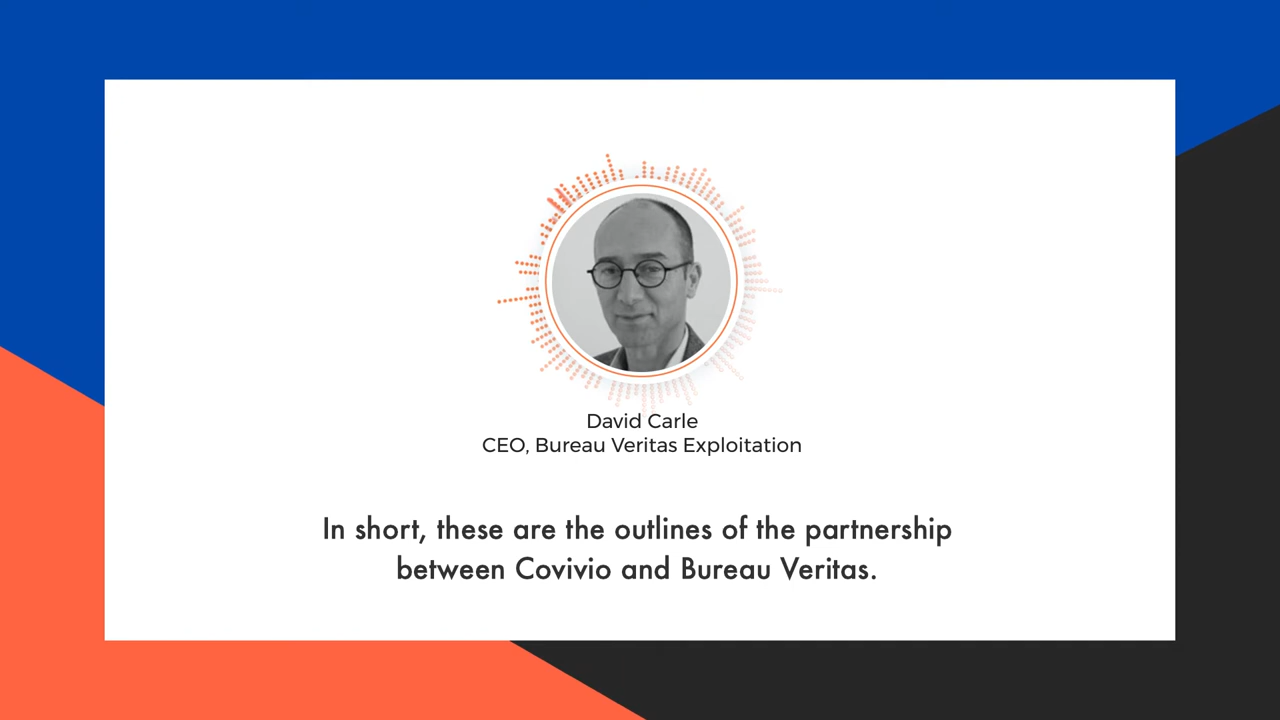 David Carle
CEO, Bureau Veritas Exploitation
In short, these are the outlines of the partnership
between Covivio and Bureau Veritas.